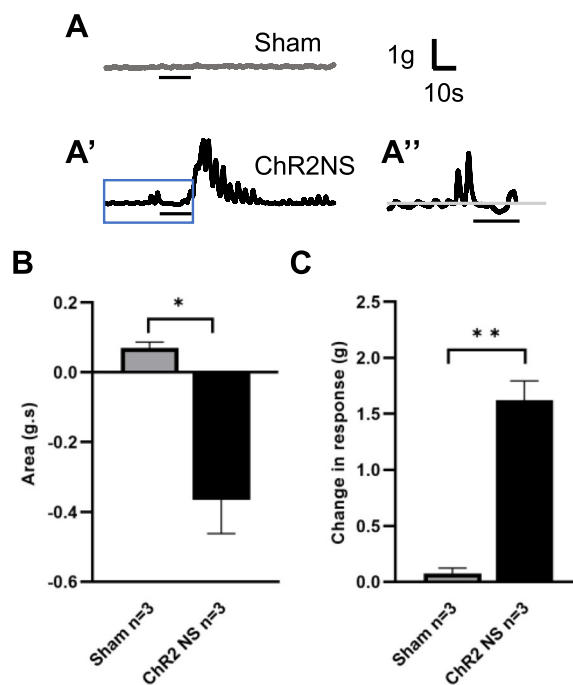 A
Sham
1g
10s
A'
ChR2NS
A''
B
C
0.2
0.0
-0.2
-0.4
-0.6
Area (g.s)
*
Sham n=3
ChR2 NS n=3
2.5
2.0
1.5
1.0
0.5
0.0
Change in response (g)
**
Sham n=3
ChR2 NS n=3